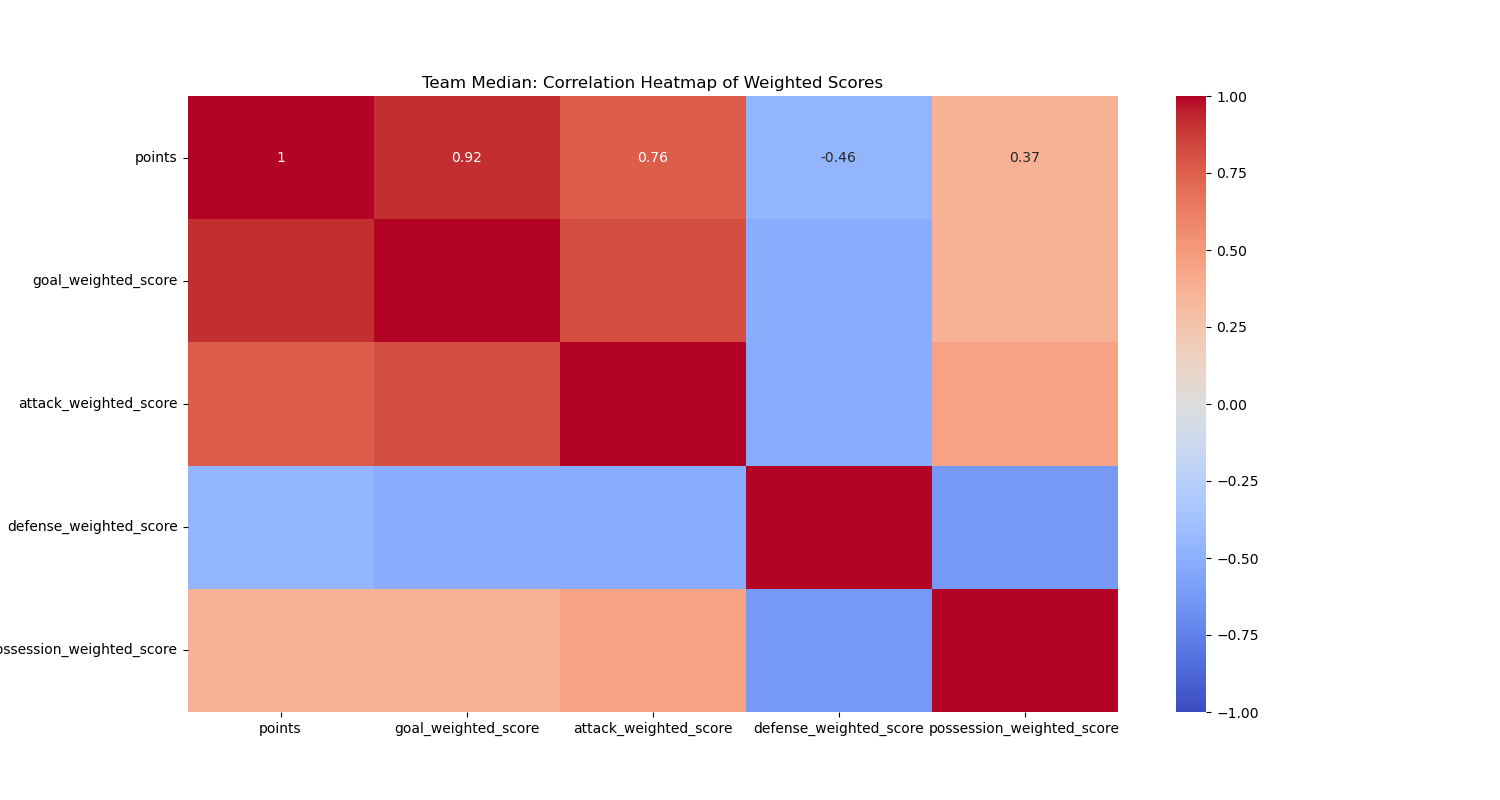 Team Median: Correlation Heatmap of Weighted Scores
points
1
0.92
0.76
-0.46
0.37
goal_weighted_score
attack_weighted_score
defense_weighted_score
ossession_weighted_score
points
goal_weighted_score
attack_weighted_score
defense_weighted_score
possession_weighted_score
1.00
0.75
0.50
0.25
0.00
−0.25
−0.50
−0.75
−1.00